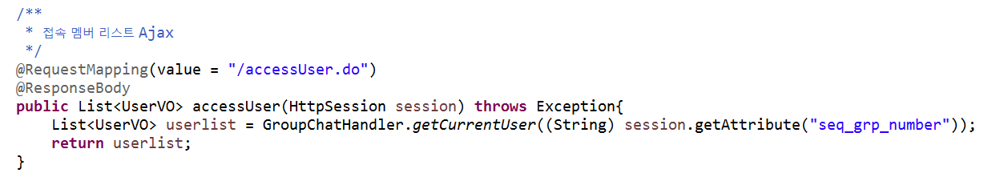 /**
 * 접속 멤버 리스트 Ajax
 */
@RequestMapping(value = "/accessUser.do")
@ResponseBody
public List<UserVO> accessUser(HttpSession session) throws Exception{
    List<UserVO> userlist = GroupChatHandler.getCurrentUser((String) session.getAttribute("seq_grp_number"));
    return userlist;
}